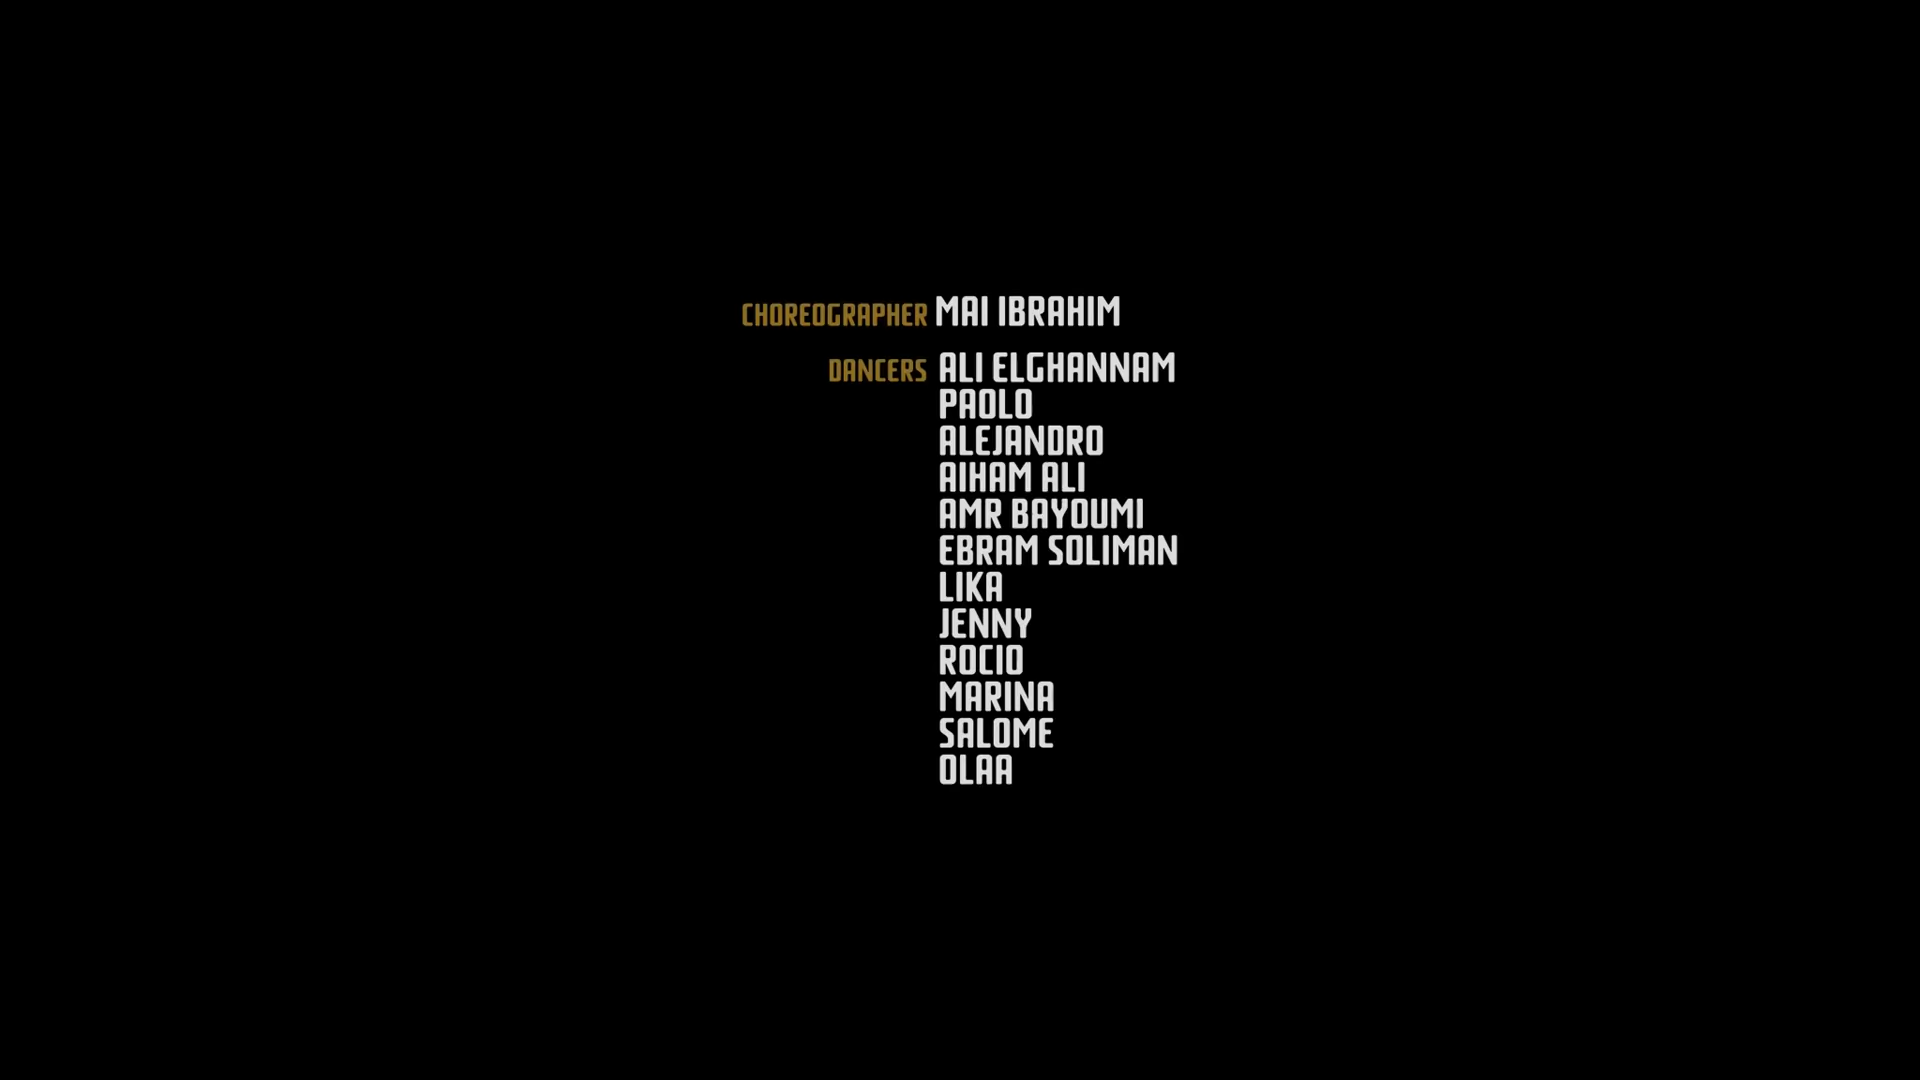 CHOREOGRAPHER MAI IBRAHIM
DANCERS ALI ELGHANNAM
PAOLO
ALEJANDRO
AIHAM ALI
AMR BAYOUMI
EBRAM SOLIMAN
LIKA
JENNY
ROCIO
MARINA
SALOME
OLAA